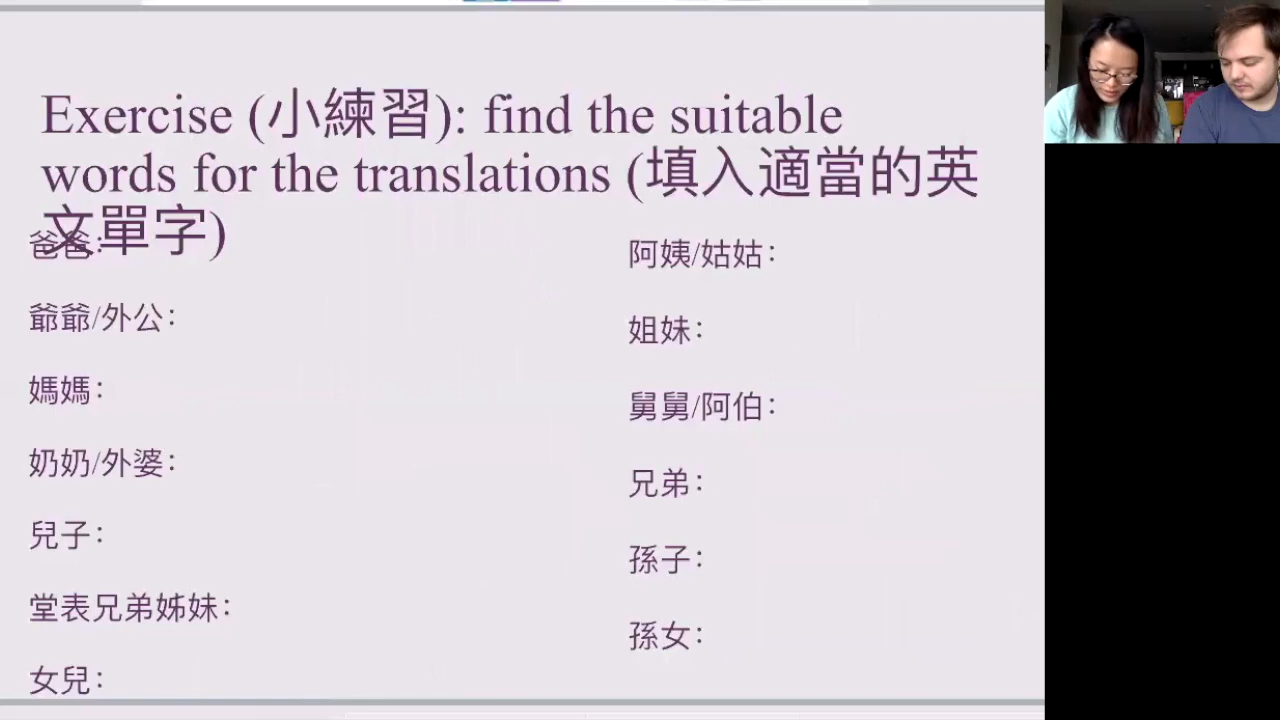 Exercise (小練習): find the suitable
words for the translations (填入適當的英
文單字)
爸爸:
爺爺/外公:
媽媽:
奶奶/外婆:
兒子:
堂表兄弟姊妹:
女兒:
阿姨/姑姑:
姐妹:
舅舅/阿伯:
兄弟:
孫子:
孫女: